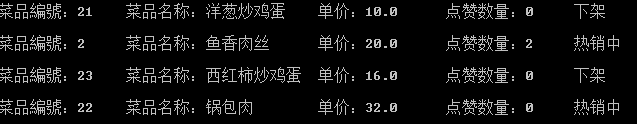 菜品编號：21 菜品名称：洋葱炒鸡蛋 单价：10.0 点赞数量：0 下架
菜品编號：2 菜品名称：鱼香肉丝 单价：20.0 点赞数量：2 热销中
菜品编號：23 菜品名称：西红柿炒鸡蛋 单价：16.0 点赞数量：0 下架
菜品编號：22 菜品名称：锅包肉 单价：32.0 点赞数量：0 热销中